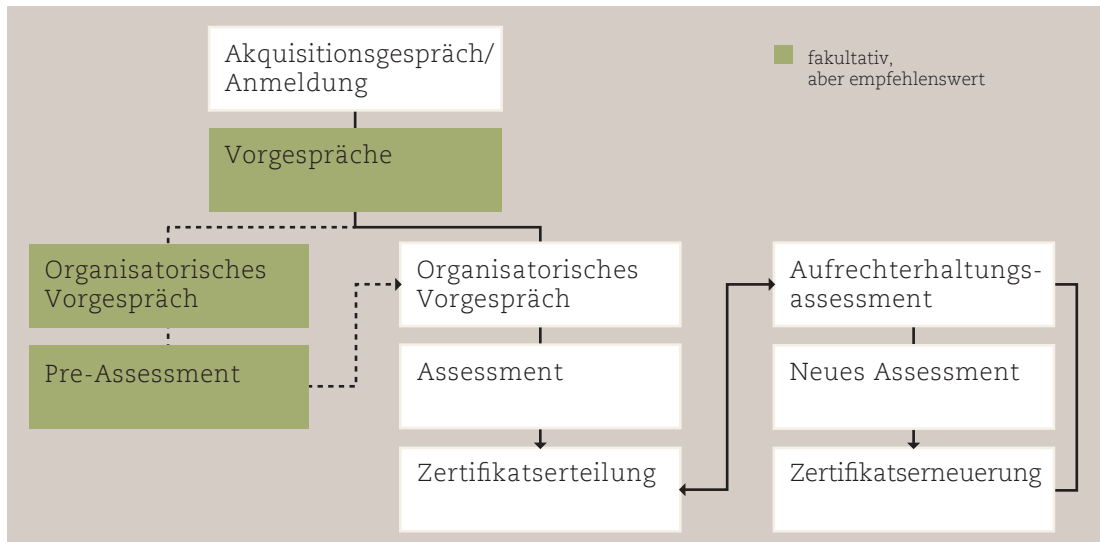 Akquisitionsgespräch/
Anmeldung
fakultativ,
aber empfehlenswert
Vorgespräche
Organisatorisches
Vorgespräch
Pre-Assessment
Organisatorisches
Vorgespräch
Assessment
Zertifikatserteilung
Aufrechterhaltungs-
assessment
Neues Assessment
Zertifikatserneuerung